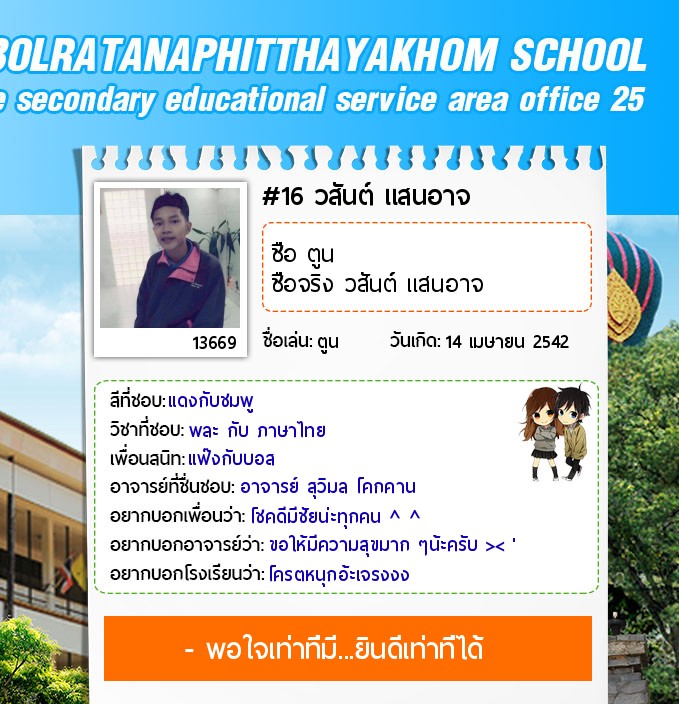 BOLRATANAPHITTHAYAKHOM SCHOOL
e secondary educational service area office 25
#16 วสันต์ แสนอาจ
ชื่อ ตูน
ชื่อจริง วสันต์ แสนอาจ
13669
ชื่อเล่น: ตูน วันเกิด: 14 เมษายน 2542
สีที่ชอบ: แดงกับชมพู
วิชาที่ชอบ: พละ กับ ภาษาไทย
เพื่อนสนิท: แฟ๊งกับบอส
อาจารย์ที่ชื่นชอบ: อาจารย์ สุวิมล โคกคาน
อยากบอกเพื่อนว่า: โชคดีมีชัยน่ะทุกคน ^ ^
อยากบอกอาจารย์ว่า: ขอให้มีความสุขมาก ๆน้ะครับ >< '
อยากบอกโรงเรียนว่า: โครตหนุกอ้ะเจรงงง
- พอใจเท่าที่มี...ยินดีเท่าที่ได้